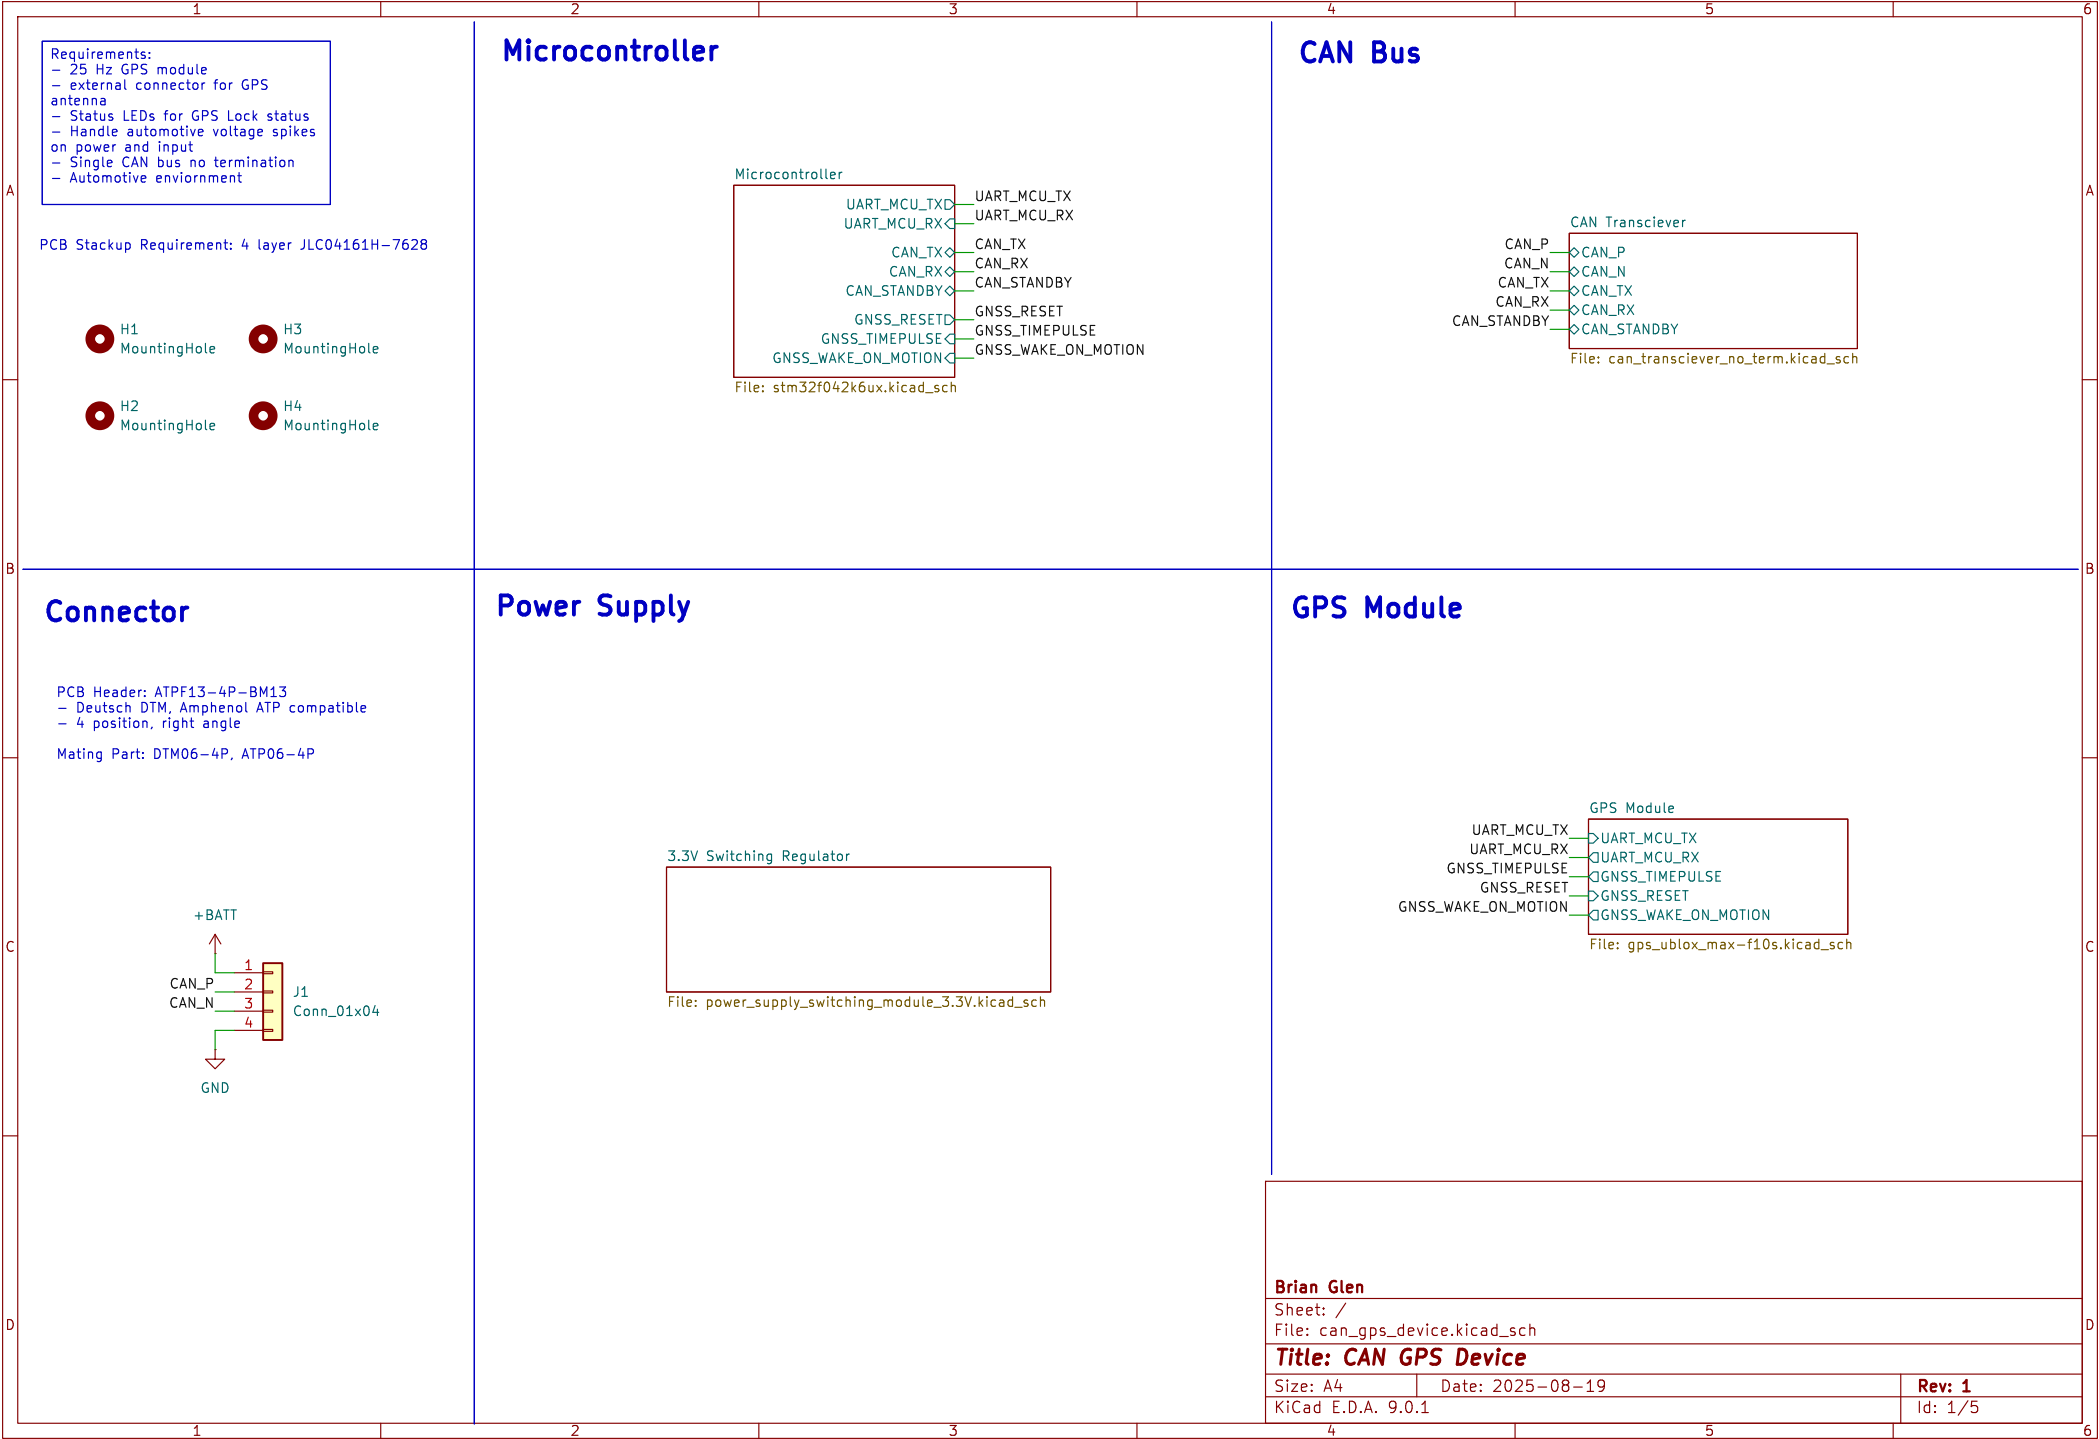 1 2 3 4 5 6
Requirements:
- 25 Hz GPS module
- external connector for GPS
antenna
- Status LEDs for GPS Lock status
- Handle automotive voltage spikes
on power and input
- Single CAN bus no termination
- Automotive enviornment
PCB Stackup Requirement: 4 layer JLC04161H-7628
H1
MountingHole
H3
MountingHole
H2
MountingHole
H4
MountingHole
Microcontroller
Microcontroller
UART_MCU_TX UART_MCU_TX
UART_MCU_RX UART_MCU_RX
CAN_TX CAN_TX
CAN_RX CAN_RX
CAN_STANDBY CAN_STANDBY
GNSS_RESET GNSS_RESET
GNSS_TIMEPULSE GNSS_TIMEPULSE
GNSS_WAKE_ON_MOTION GNSS_WAKE_ON_MOTION
File: stm32f042k6ux.kicad_sch
CAN Bus
CAN Transciever
CAN_P CAN_P
CAN_N CAN_N
CAN_TX CAN_TX
CAN_RX CAN_RX
CAN_STANDBY CAN_STANDBY
File: can_transciever_no_term.kicad_sch
A A
B B
Connector
PCB Header: ATPF13-4P-BM13
- Deutsch DTM, Amphenol ATP compatible
- 4 position, right angle
Mating Part: DTM06-4P, ATP06-4P
+BATT
1
CAN_P 2
CAN_N 3
4
J1
Conn_01x04
GND
Power Supply
3.3V Switching Regulator
File: power_supply_switching_module_3.3V.kicad_sch
GPS Module
GPS Module
UART_MCU_TX UART_MCU_TX
UART_MCU_RX UART_MCU_RX
GNSS_TIMEPULSE GNSS_TIMEPULSE
GNSS_RESET GNSS_RESET
GNSS_WAKE_ON_MOTION GNSS_WAKE_ON_MOTION
File: gps_ublox_max-f10s.kicad_sch
C C
D D
Brian Glen
Sheet: /
File: can_gps_device.kicad_sch
Title: CAN GPS Device
Size: A4 Date: 2025-08-19 Rev: 1
KiCad E.D.A. 9.0.1 Id: 1/5
1 2 3 4 5 6